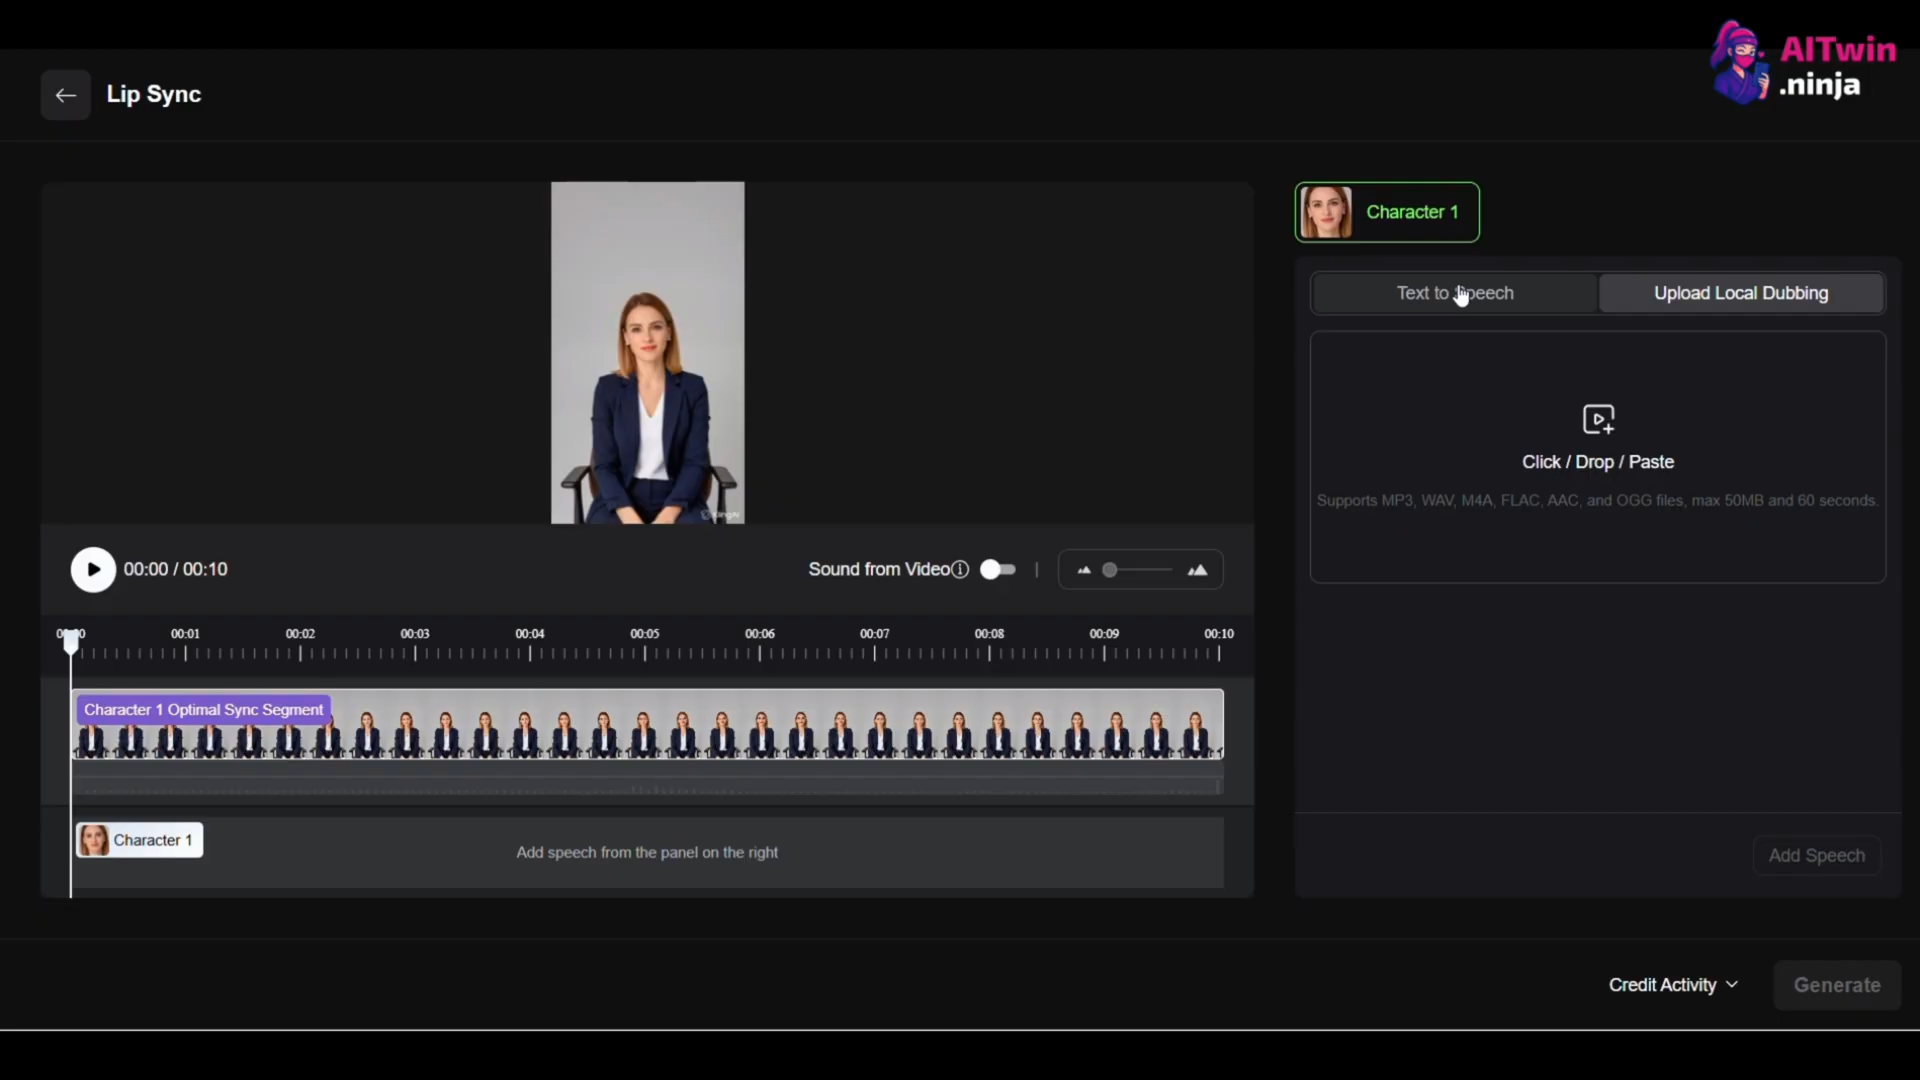 AITwin
.ninja
Lip Sync
Character 1
Text to Speech
Upload Local Dubbing
Click / Drop / Paste
Supports MP3, WAV, M4A, FLAC, AAC, and OGG files, max 50MB and 60 seconds.
KlingAI
00:00 / 00:10
Sound from Video
00:00 00:01 00:02 00:03 00:04 00:05 00:06 00:07 00:08 00:09 00:10
Character 1 Optimal Sync Segment
Character 1
Add speech from the panel on the right
Add Speech
Credit Activity
Generate